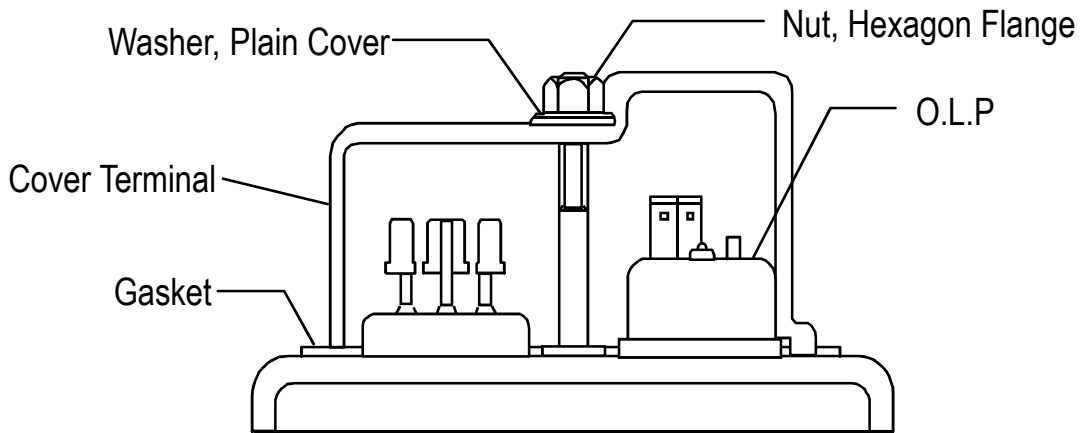 Nut, Hexagon Flange
Washer, Plain Cover
O.L.P
Cover Terminal
Gasket